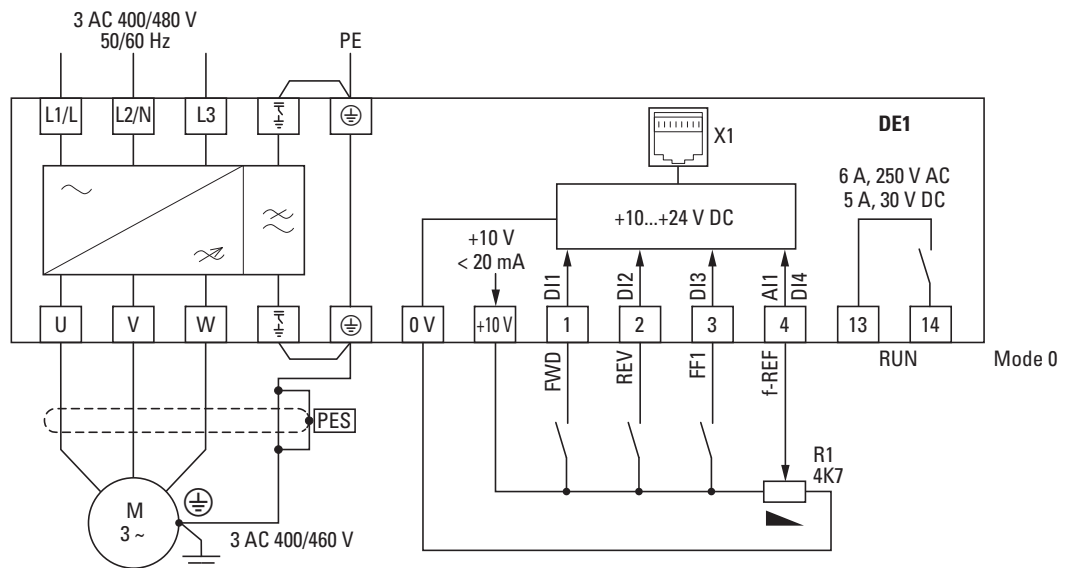 3 AC 400/480 V
50/60 Hz
PE
L1/L
L2/N
L3
DE1
X1
6 A, 250 V AC
5 A, 30 V DC
+10...+24 V DC
+10 V
< 20 mA
DI1
DI2
DI3
AI1
DI4
U
V
W
0 V
+10 V
1
2
3
4
13
14
FWD
REV
FF1
f-REF
RUN
Mode 0
PES
R1
4K7
M
3 ~
3 AC 400/460 V